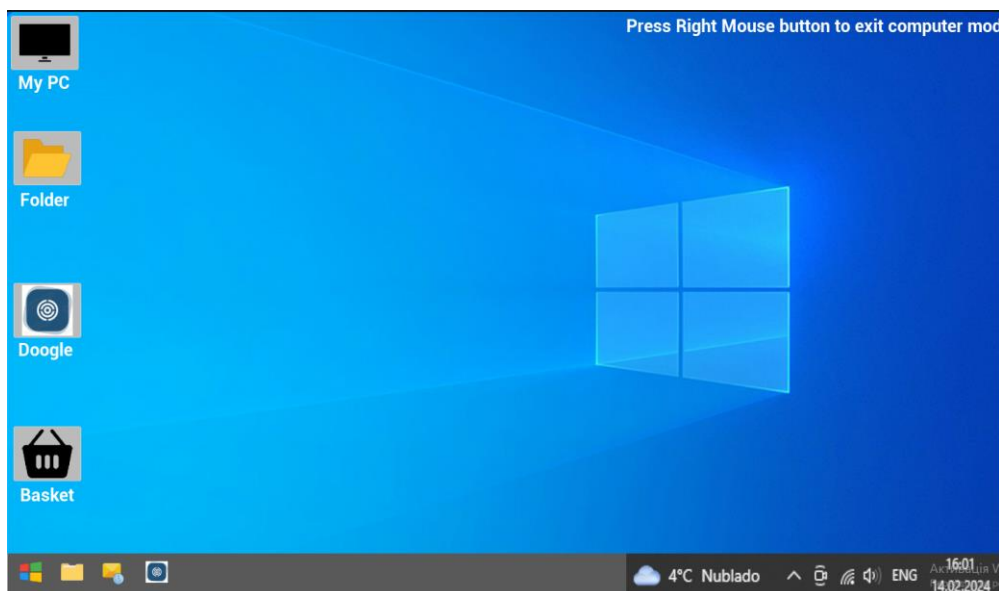 Press Right Mouse button to exit computer mod
My PC
Folder
Doogle
Basket
4°C Nublado
ENG
16:01
14.02.2024